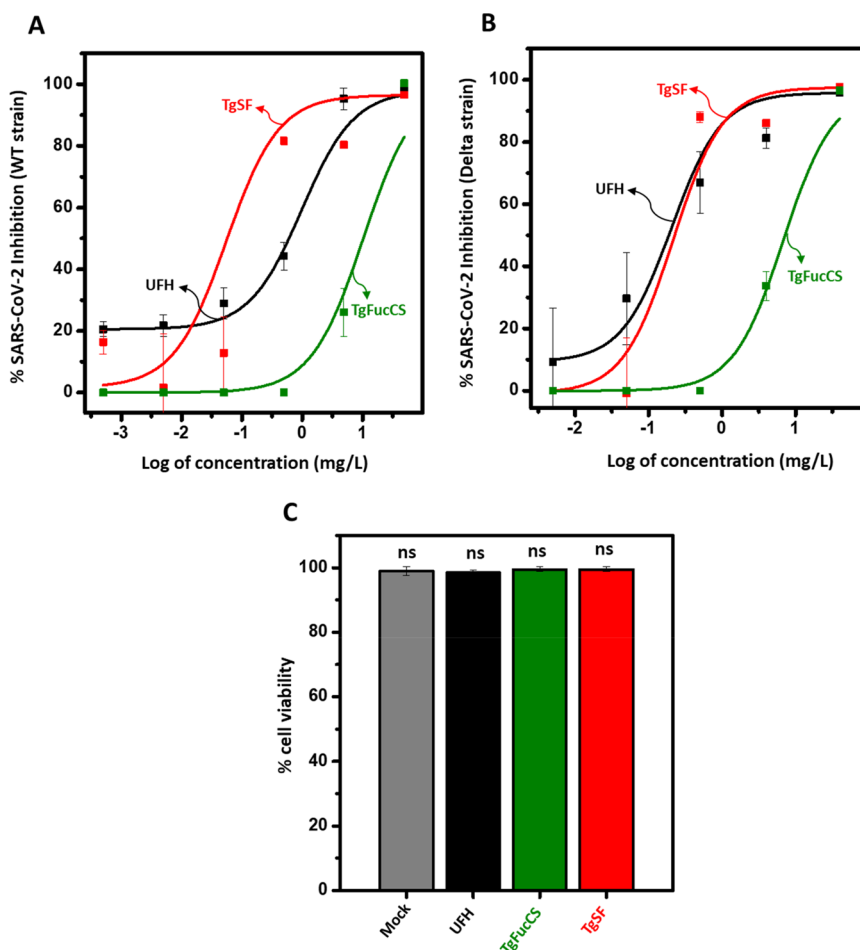 A
% SARS-CoV-2 Inhibition (WT strain)
100
80
60
40
20
0
TgSF
UFH
TgFucCS
-3
-2
-1
0
1
Log of concentration (mg/L)
B
% SARS-CoV-2 Inhibition (Delta strain)
100
80
60
40
20
0
TgSF
UFH
TgFucCS
-2
-1
0
1
Log of concentration (mg/L)
C
% cell viability
100
80
60
40
20
0
ns
ns
ns
ns
Mock
UFH
TgFucCS
TgSF